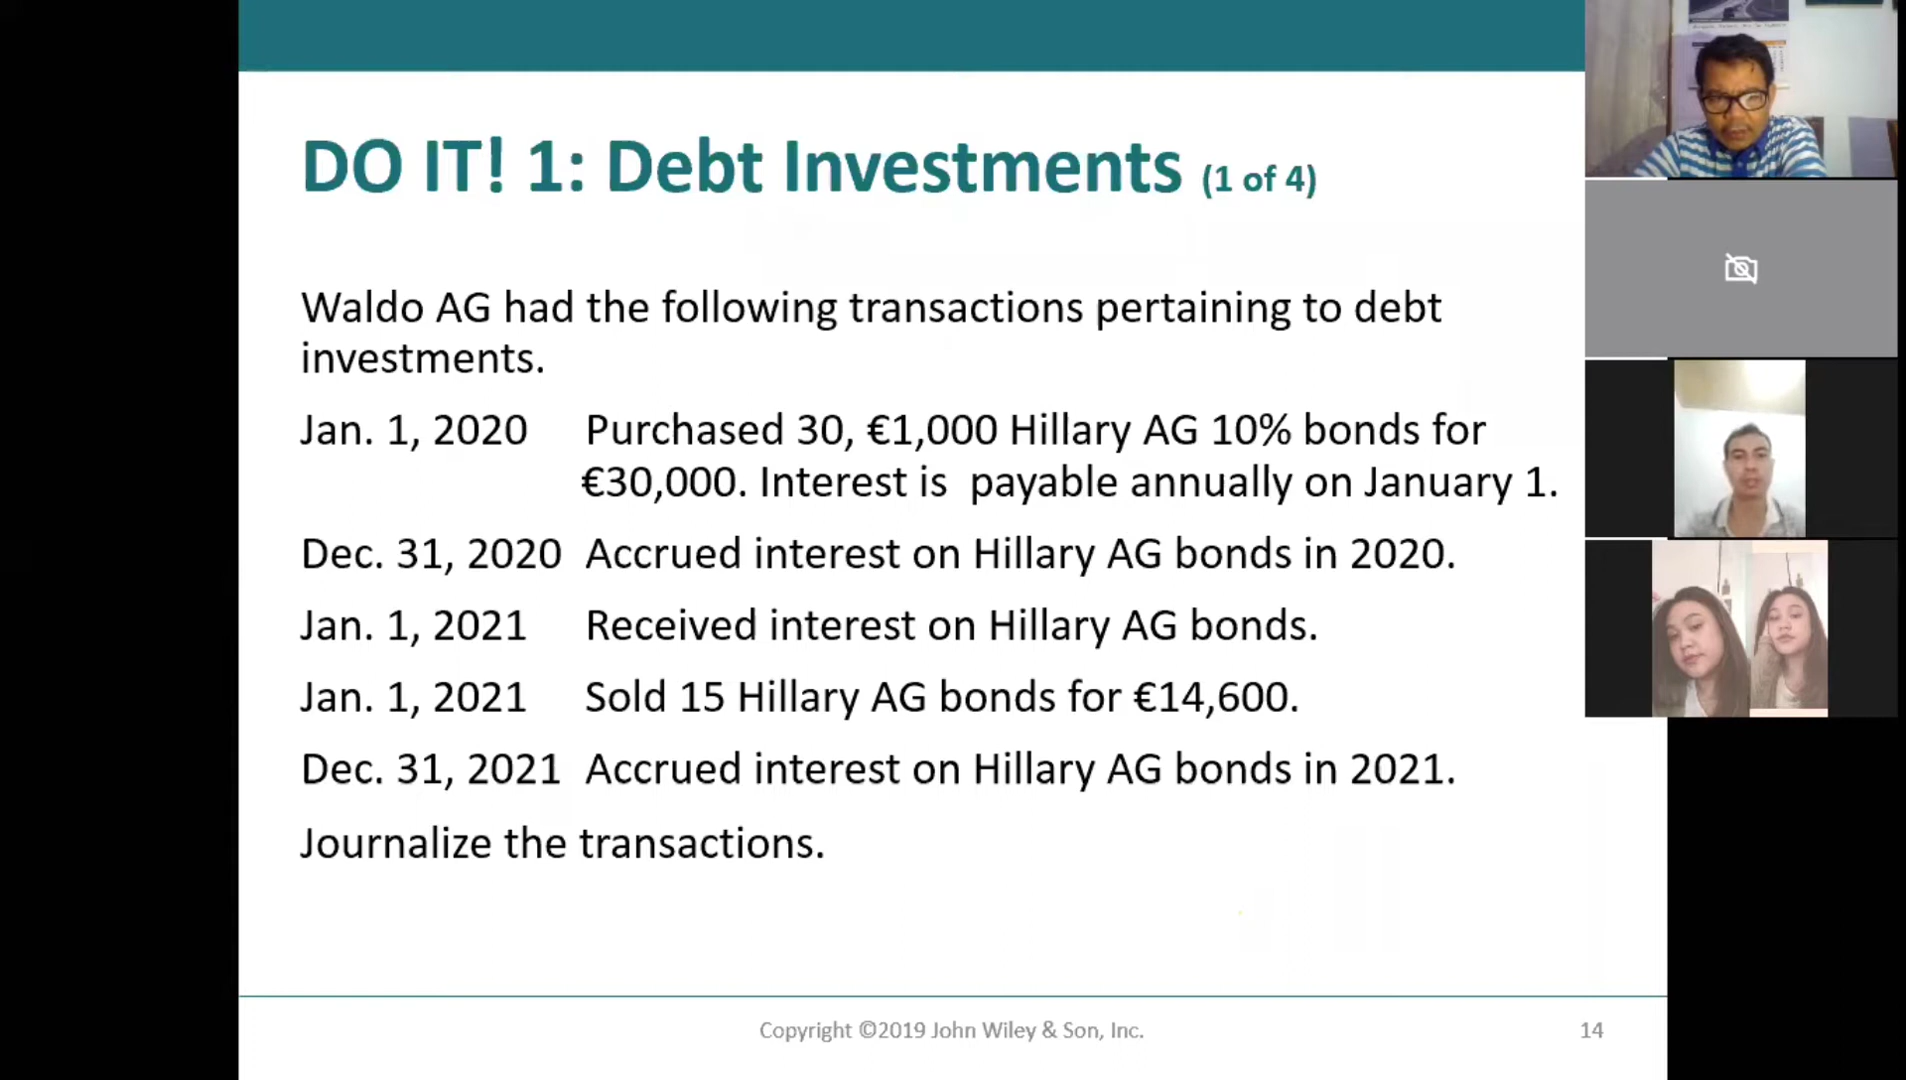 DO IT! 1: Debt Investments (1 of 4)
Waldo AG had the following transactions pertaining to debt
investments.
Jan. 1, 2020 Purchased 30, €1,000 Hillary AG 10% bonds for
€30,000. Interest is payable annually on January 1.
Dec. 31, 2020 Accrued interest on Hillary AG bonds in 2020.
Jan. 1, 2021 Received interest on Hillary AG bonds.
Jan. 1, 2021 Sold 15 Hillary AG bonds for €14,600.
Dec. 31, 2021 Accrued interest on Hillary AG bonds in 2021.
Journalize the transactions.
Copyright ©2019 John Wiley & Son, Inc. 14